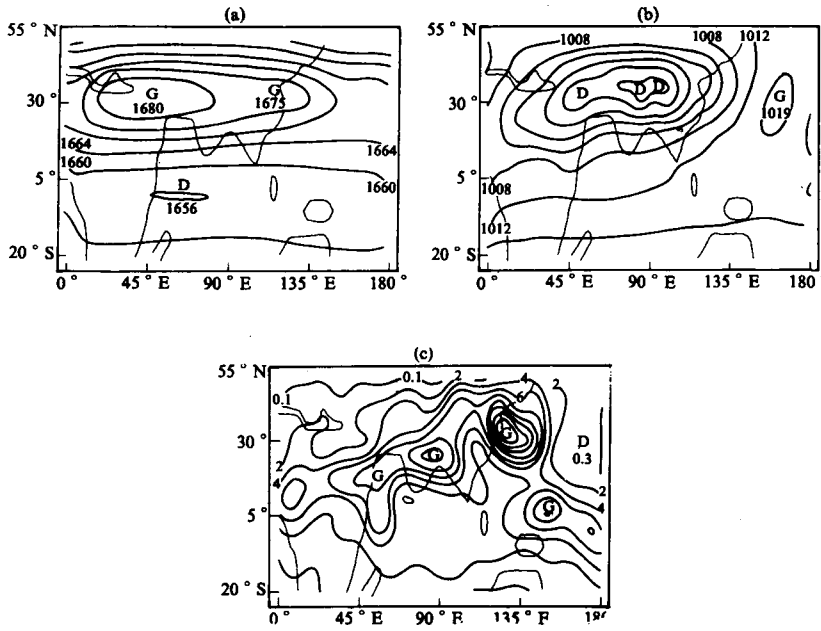 (a)
55 ° N
30 °
5 °
20 ° S
G
1680
G
1675
1664
1664
1660
1660
D
1656
0 °
45 ° E
90 ° E
135 ° E
180 °
(b)
55 ° N
30 °
5 °
20 ° S
1008
1008
1012
D
D
D
G
1019
1008
1012
0 °
45 ° E
90 ° E
135 ° E
180 °
(c)
55 ° N
30 °
5 °
20 ° S
0.1
2
4
2
0.1
6
G
D
0.3
G
G
2
4
2
4
G
0 °
45 ° E
90 ° E
135 ° E